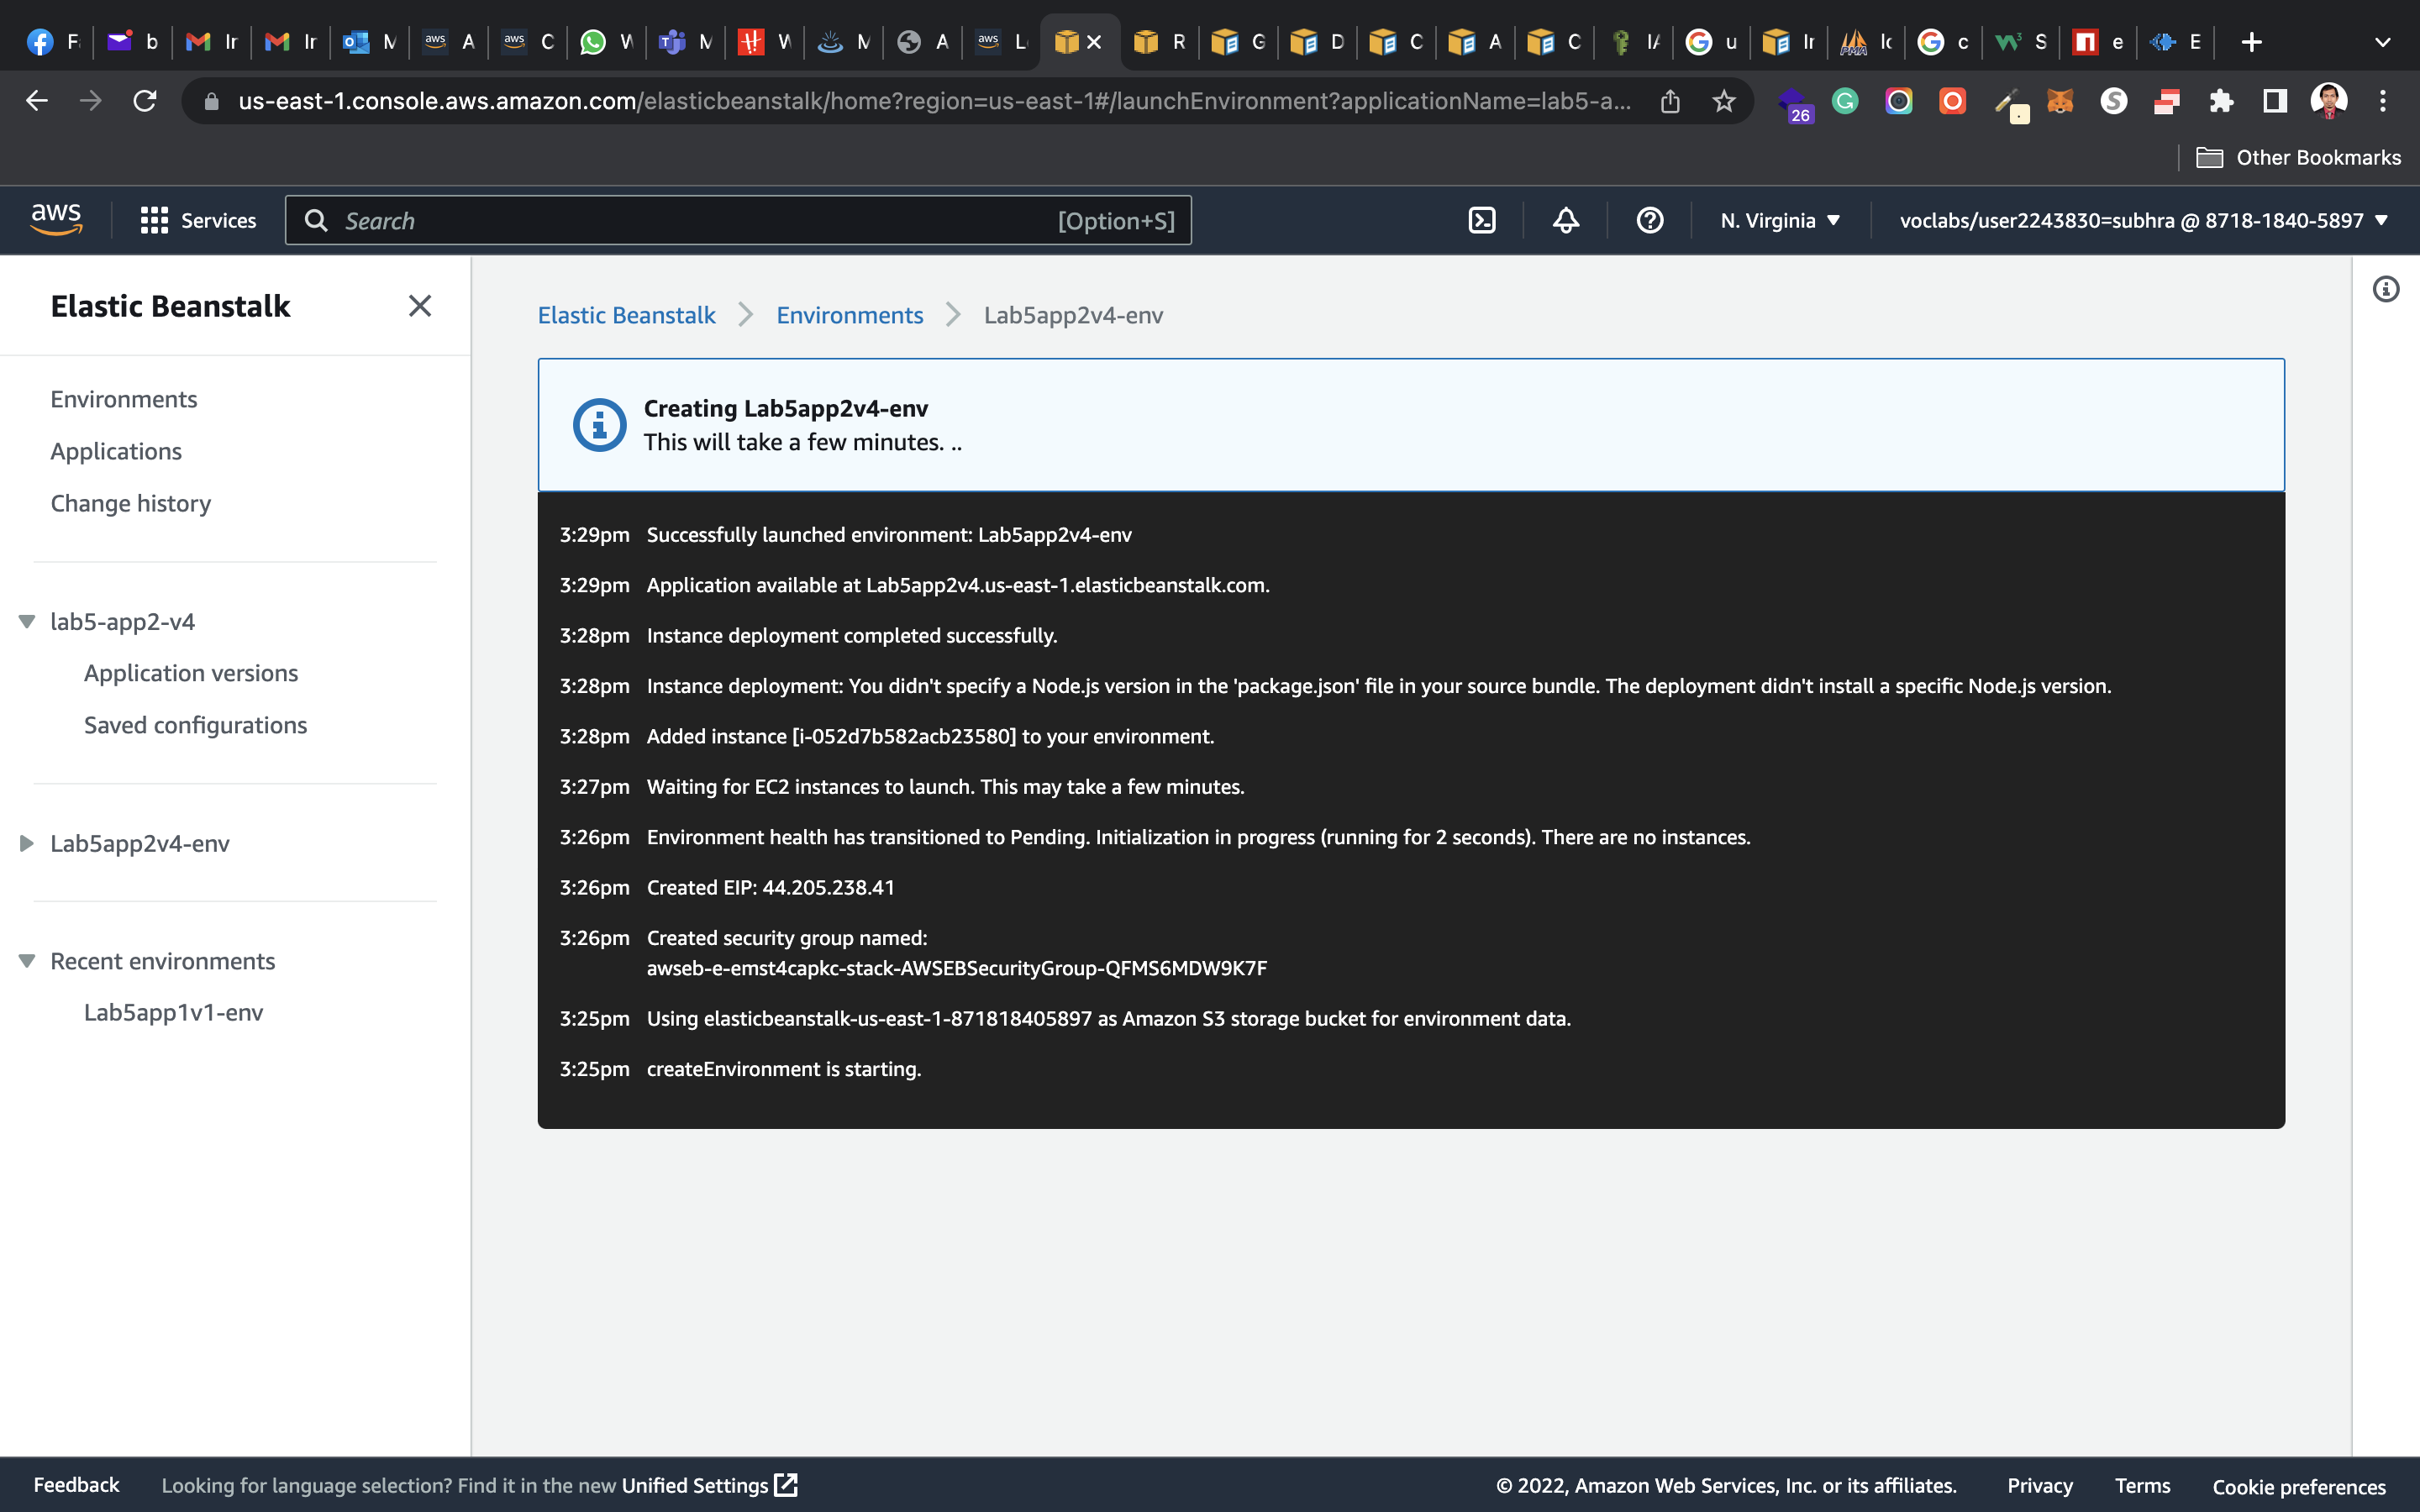 F
b
Ir
Ir
M
A
C
W
M
W
M
A
L
R
G
D
C
A
C
IA
u
Ir
lo
c
S
e
E
us-east-1.console.aws.amazon.com/elasticbeanstalk/home?region=us-east-1#/launchEnvironment?applicationName=lab5-a...
26
Other Bookmarks
aws
Services
Search
[Option+S]
N. Virginia
voclabs/user2243830=subhra @ 8718-1840-5897
Elastic Beanstalk
Environments
Applications
Change history
lab5-app2-v4
Application versions
Saved configurations
Lab5app2v4-env
Recent environments
Lab5app1v1-env
Elastic Beanstalk > Environments > Lab5app2v4-env
Creating Lab5app2v4-env
This will take a few minutes. ..
3:29pm Successfully launched environment: Lab5app2v4-env
3:29pm Application available at Lab5app2v4.us-east-1.elasticbeanstalk.com.
3:28pm Instance deployment completed successfully.
3:28pm Instance deployment: You didn't specify a Node.js version in the 'package.json' file in your source bundle. The deployment didn't install a specific Node.js version.
3:28pm Added instance [i-052d7b582acb23580] to your environment.
3:27pm Waiting for EC2 instances to launch. This may take a few minutes.
3:26pm Environment health has transitioned to Pending. Initialization in progress (running for 2 seconds). There are no instances.
3:26pm Created EIP: 44.205.238.41
3:26pm Created security group named:
awseb-e-emst4capkc-stack-AWSEBSecurityGroup-QFMS6MDW9K7F
3:25pm Using elasticbeanstalk-us-east-1-871818405897 as Amazon S3 storage bucket for environment data.
3:25pm createEnvironment is starting.
Feedback
Looking for language selection? Find it in the new Unified Settings
© 2022, Amazon Web Services, Inc. or its affiliates.
Privacy
Terms
Cookie preferences